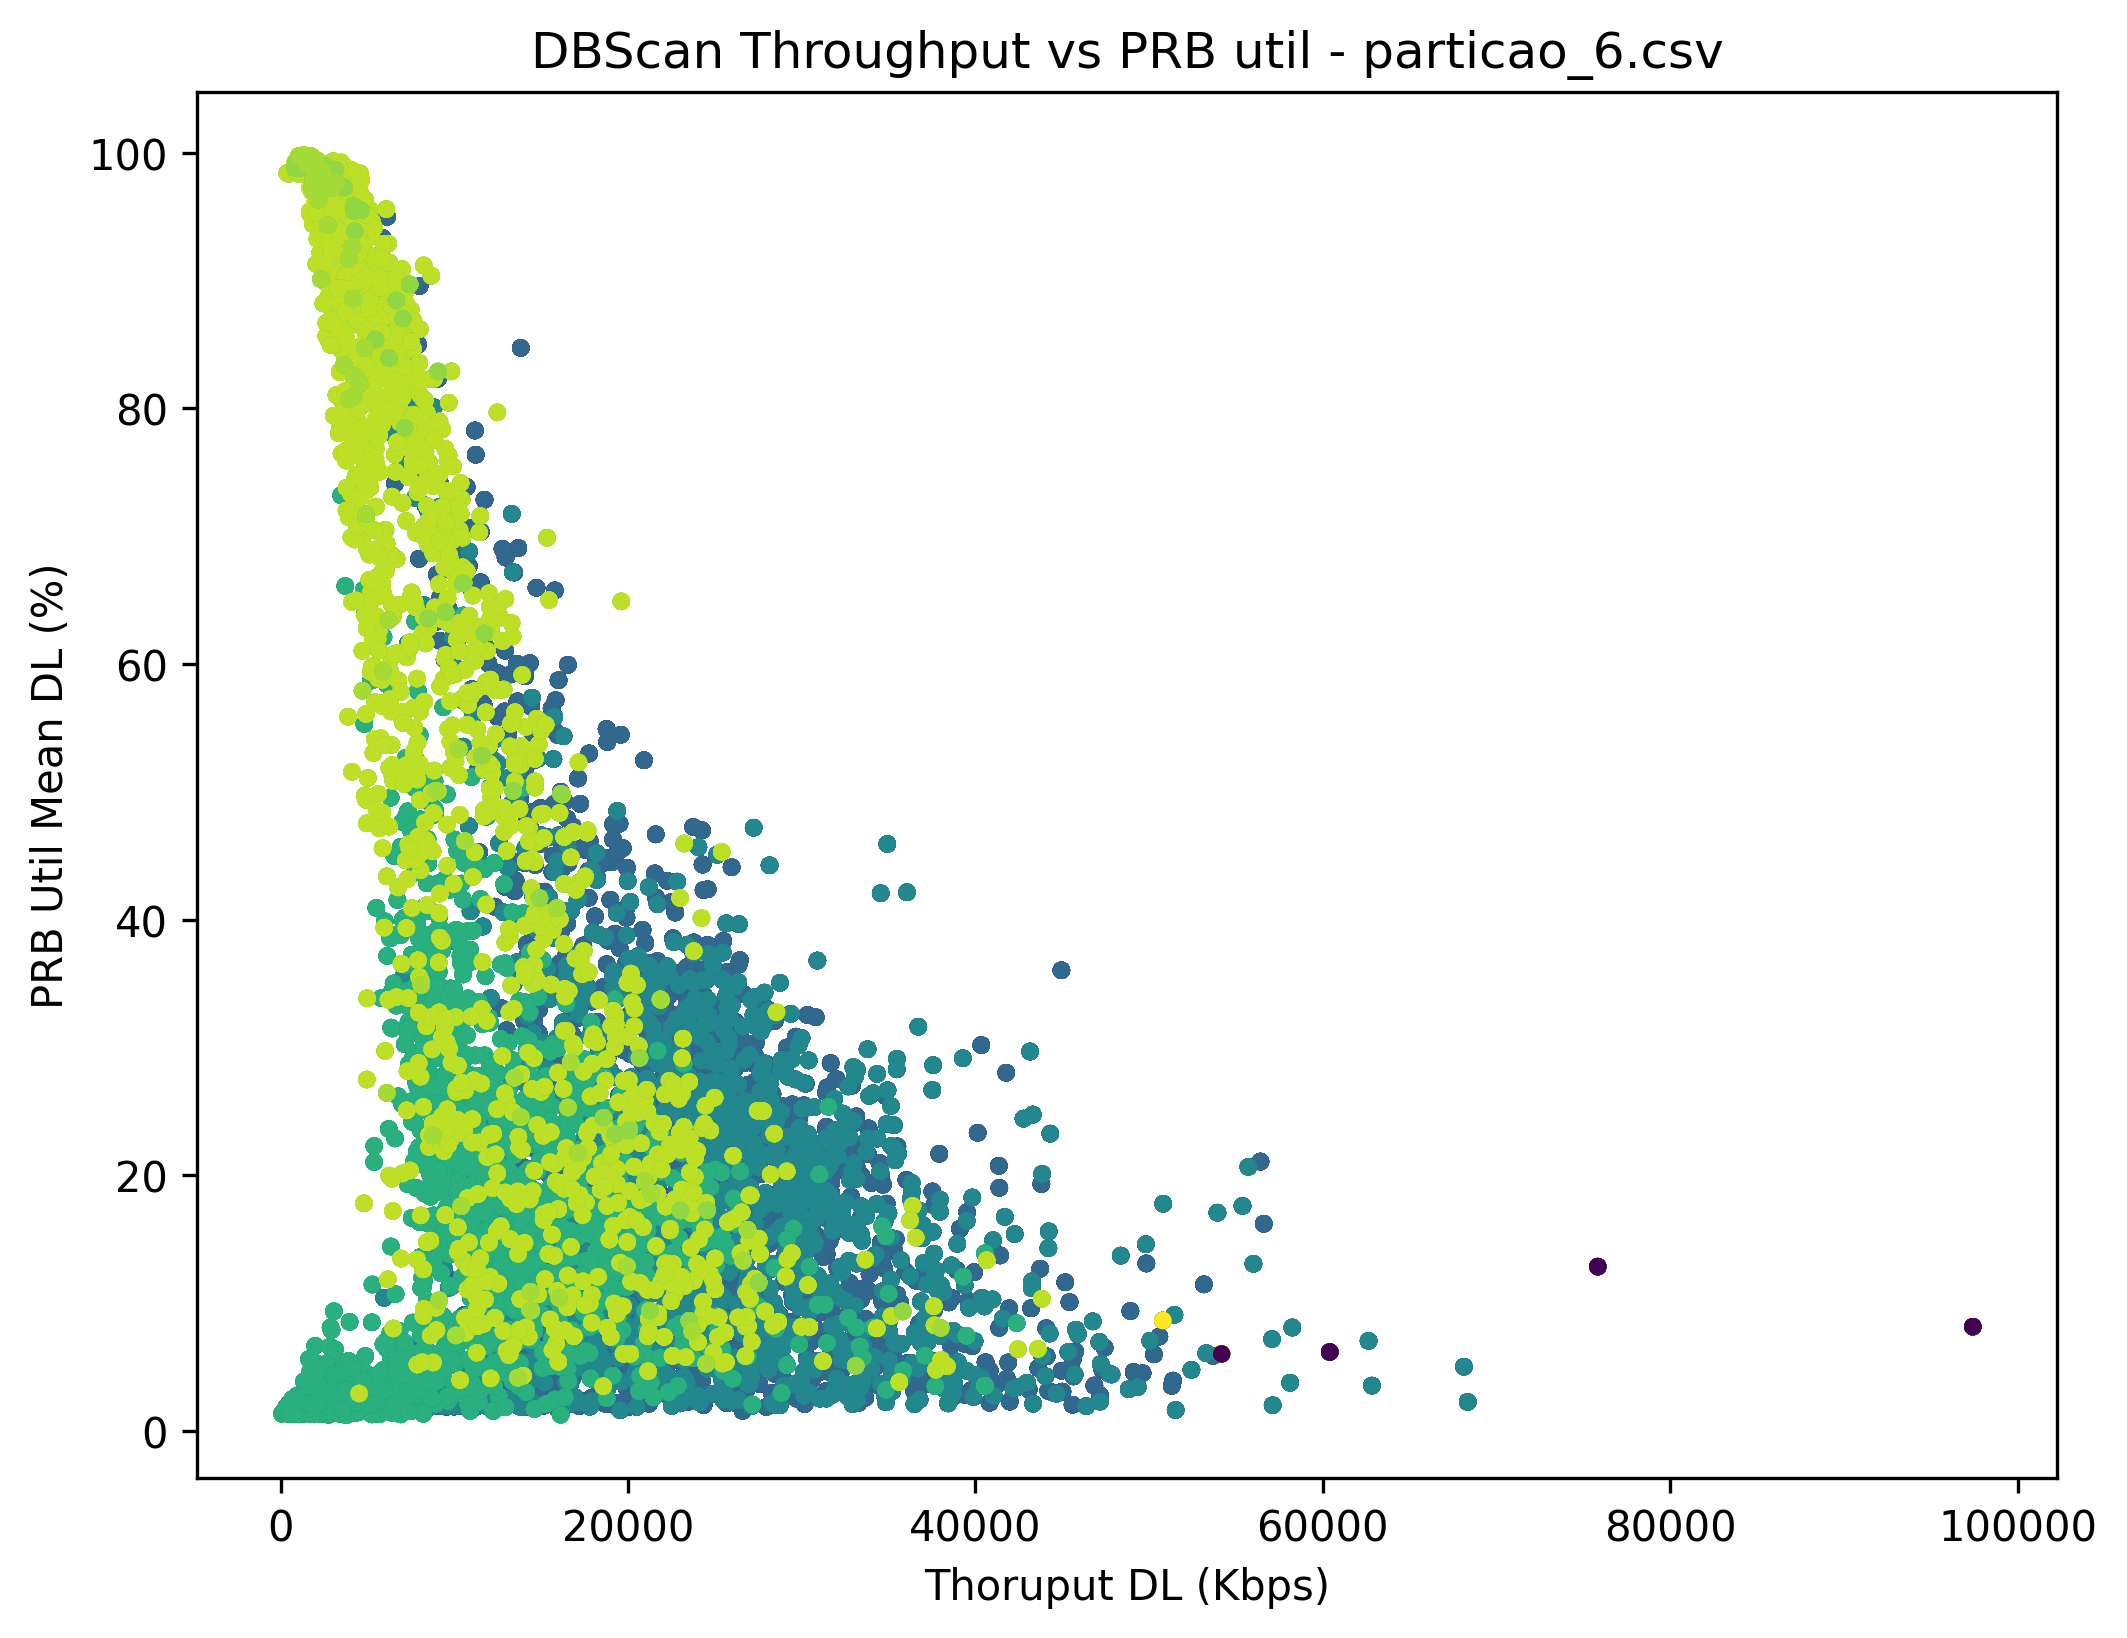 DBScan Throughput vs PRB util - particao_6.csv
100
80
60
40
20
0
PRB Util Mean DL (%)
0 20000 40000 60000 80000 100000
Thoruput DL (Kbps)